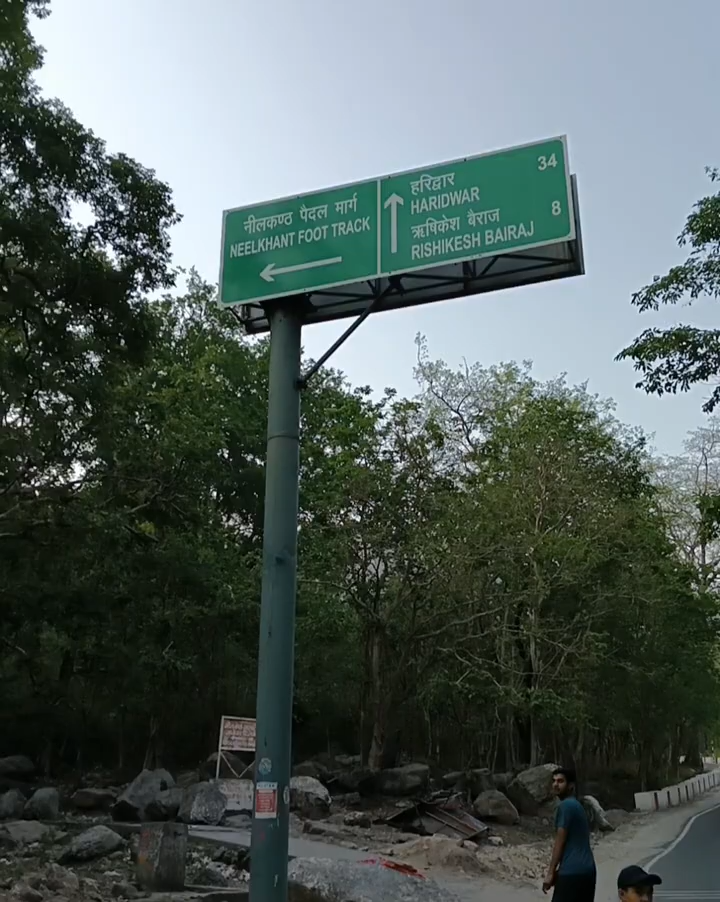 नीलकण्ठ पैदल मार्ग
NEELKHANT FOOT TRACK
हरिद्वार 34
HARIDWAR
ऋषिकेश बैराज 8
RISHIKESH BAIRAJ